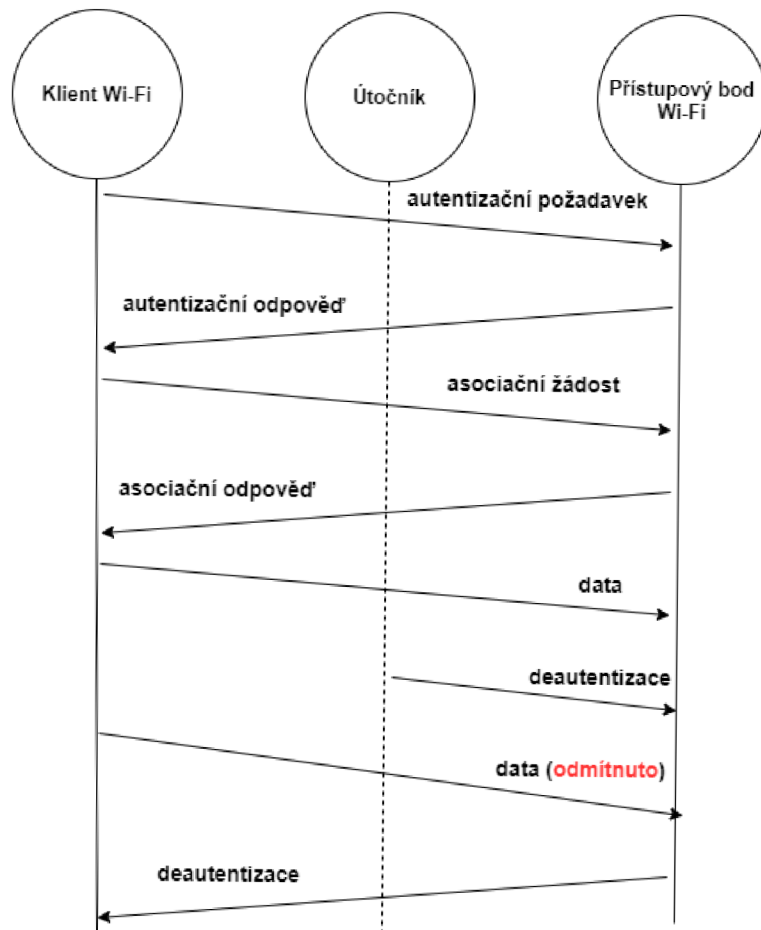 Klient Wi-Fi
Útočník
Přístupový bod
Wi-Fi
autentizační požadavek
autentizační odpověď
asociační žádost
asociační odpověď
data
deautentizace
data (odmítnuto)
deautentizace